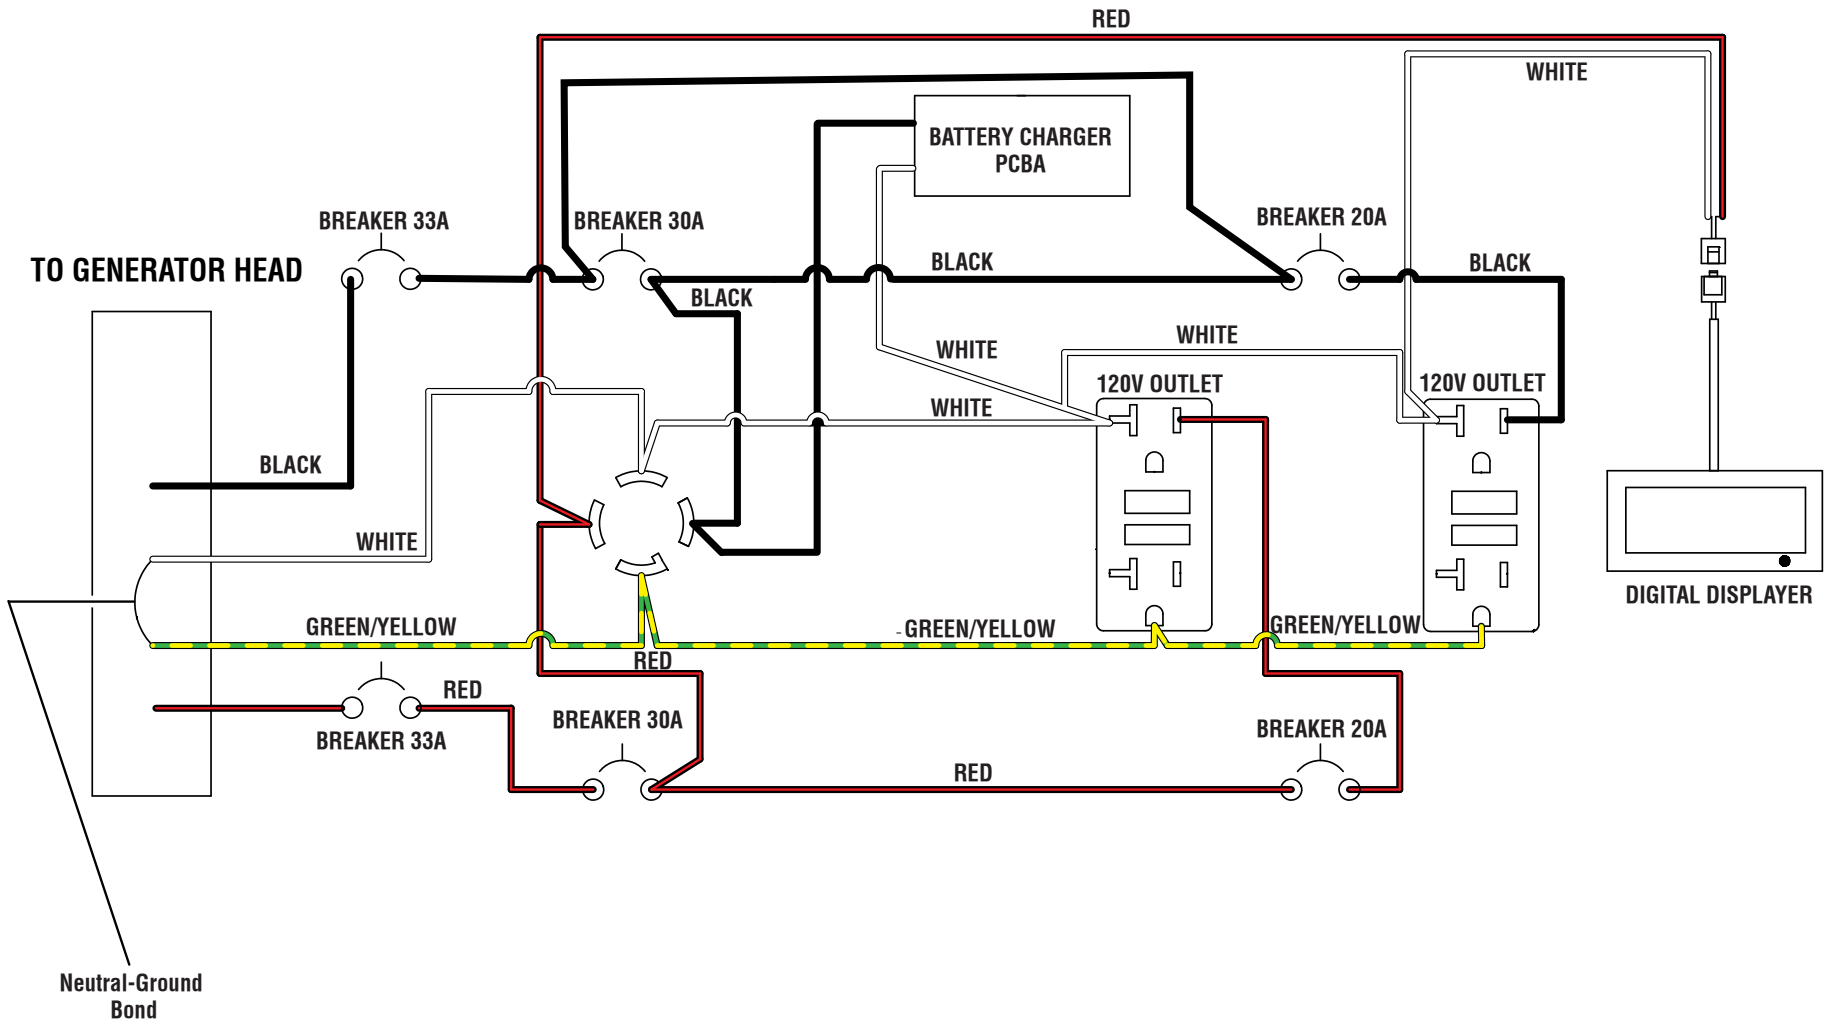 RED
WHITE
BATTERY CHARGER
PCBA
BREAKER 33A
BREAKER 30A
BREAKER 20A
TO GENERATOR HEAD
BLACK
BLACK
BLACK
WHITE
WHITE
120V OUTLET
120V OUTLET
WHITE
BLACK
WHITE
DIGITAL DISPLAYER
GREEN/YELLOW
-GREEN/YELLOW
GREEN/YELLOW
RED
RED
BREAKER 33A
BREAKER 30A
BREAKER 20A
RED
Neutral-Ground
Bond